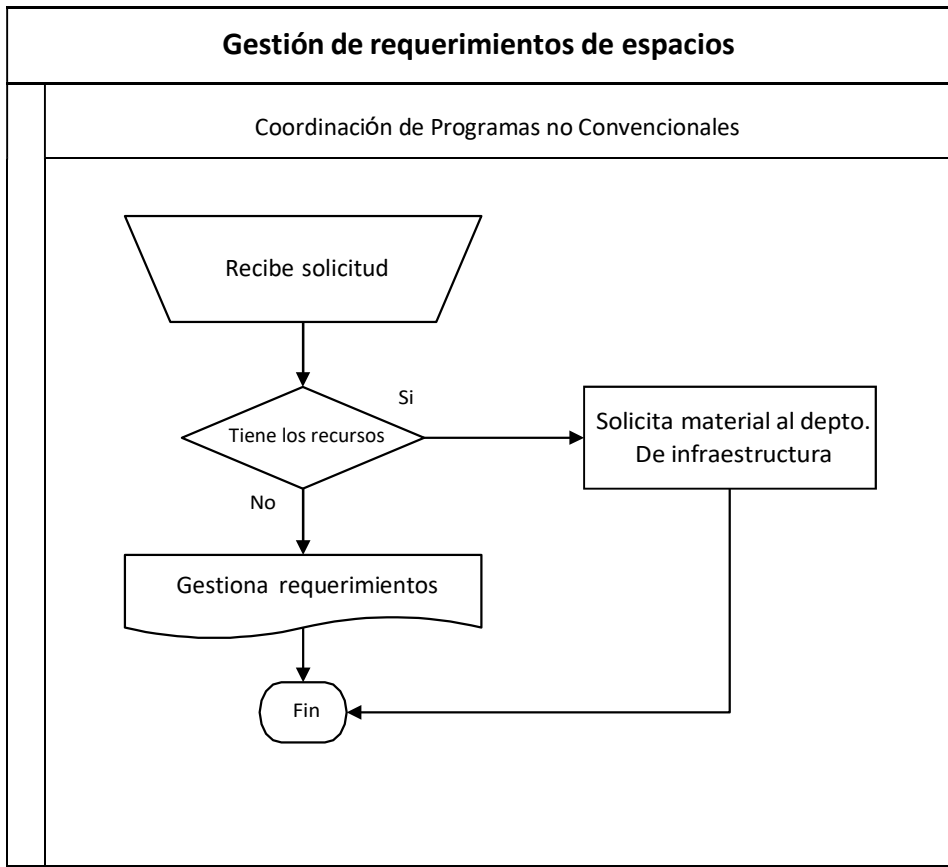 Gestión de requerimientos de espacios
Coordinación de Programas no Convencionales
Recibe solicitud
Si
Tiene los recursos
Solicita material al depto.
De infraestructura
No
Gestiona requerimientos
Fin